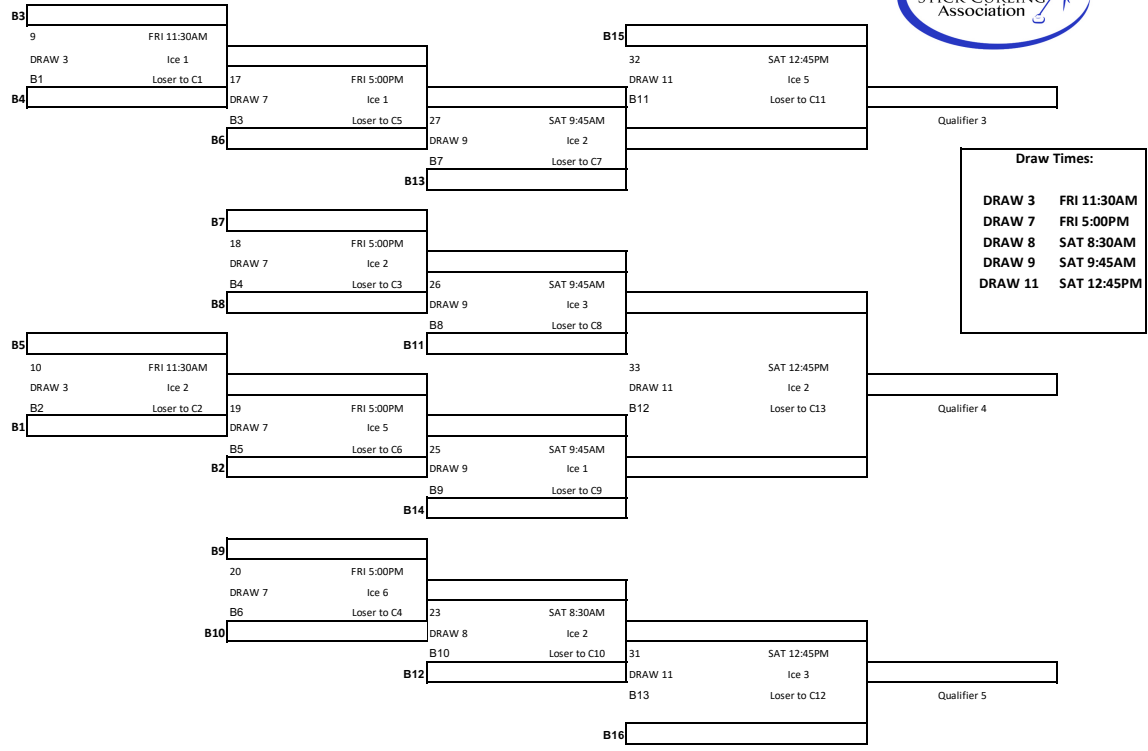 STICK CURLING
Association
B3
9 FRI 11:30AM
DRAW 3 Ice 1
B1 Loser to C1
B4
17 FRI 5:00PM
DRAW 7 Ice 1
B3 Loser to C5
B6
27 SAT 9:45AM
DRAW 9 Ice 2
B7 Loser to C7
B13
B15
32 SAT 12:45PM
DRAW 11 Ice 5
B11 Loser to C11
Qualifier 3
Draw Times:
DRAW 3 FRI 11:30AM
DRAW 7 FRI 5:00PM
DRAW 8 SAT 8:30AM
DRAW 9 SAT 9:45AM
DRAW 11 SAT 12:45PM
B7
18 FRI 5:00PM
DRAW 7 Ice 2
B4 Loser to C3
B8
26 SAT 9:45AM
DRAW 9 Ice 3
B8 Loser to C8
B11
B5
10 FRI 11:30AM
DRAW 3 Ice 2
B2 Loser to C2
B1
19 FRI 5:00PM
DRAW 7 Ice 5
B5 Loser to C6
B2
25 SAT 9:45AM
DRAW 9 Ice 1
B9 Loser to C9
B14
33 SAT 12:45PM
DRAW 11 Ice 2
B12 Loser to C13
Qualifier 4
B9
20 FRI 5:00PM
DRAW 7 Ice 6
B6 Loser to C4
B10
23 SAT 8:30AM
DRAW 8 Ice 2
B10 Loser to C10
B12
31 SAT 12:45PM
DRAW 11 Ice 3
B13 Loser to C12
B16
Qualifier 5